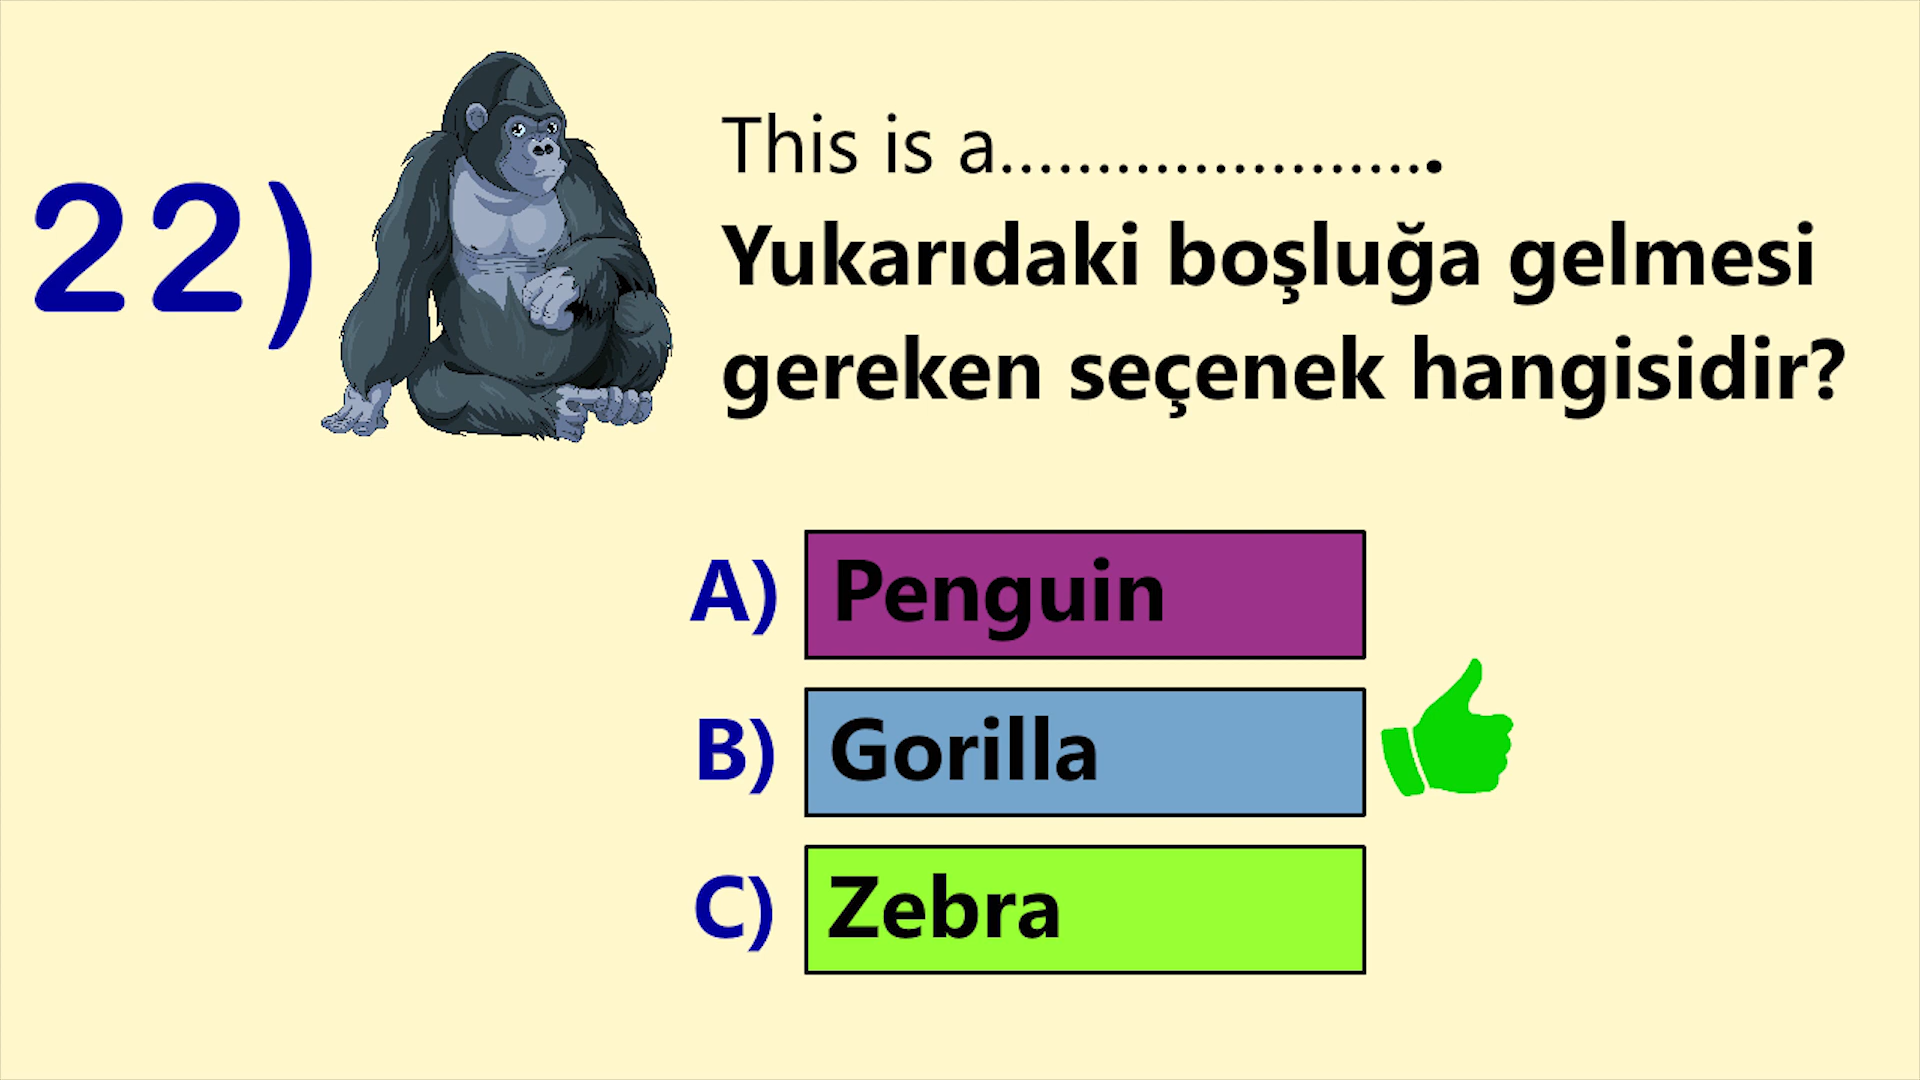 22)
This is a......................
Yukarıdaki boşluğa gelmesi
gereken seçenek hangisidir?
A) Penguin
B) Gorilla
C) Zebra